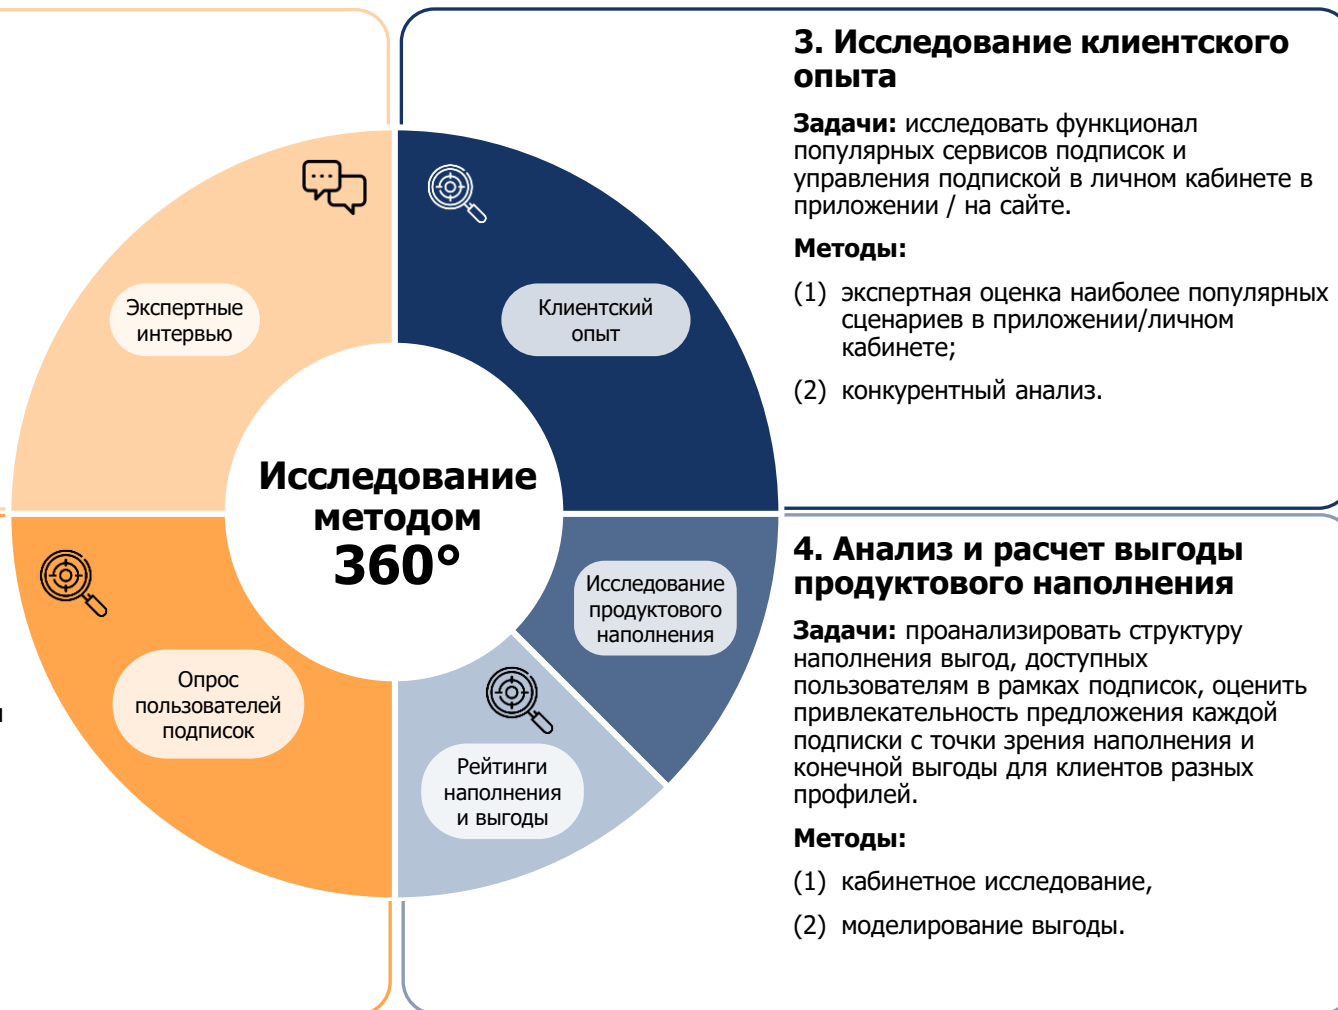 3. Исследование клиентского
опыта
Задачи: исследовать функционал
популярных сервисов подписок и
управления подпиской в личном кабинете в
приложении / на сайте.
Методы:
(1) экспертная оценка наиболее популярных
сценариев в приложении/личном
кабинете;
(2) конкурентный анализ.
Экспертные
интервью
Клиентский
опыт
Исследование
методом
360°
Исследование
продуктового
наполнения
Опрос
пользователей
подписок
Рейтинги
наполнения
и выгоды
4. Анализ и расчет выгоды
продуктового наполнения
Задачи: проанализировать структуру
наполнения выгод, доступных
пользователям в рамках подписок, оценить
привлекательность предложения каждой
подписки с точки зрения наполнения и
конечной выгоды для клиентов разных
профилей.
Методы:
(1) кабинетное исследование,
(2) моделирование выгоды.